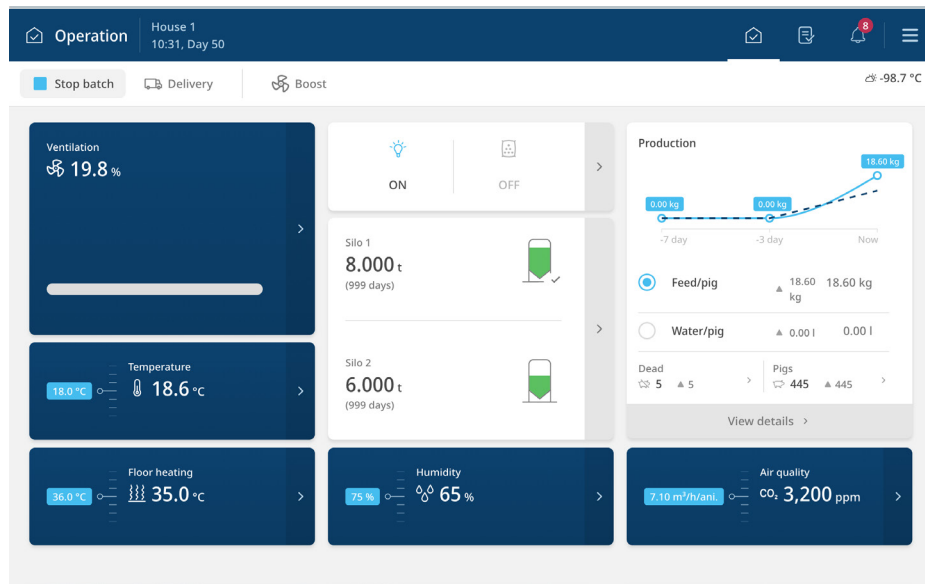 Operation
House 1
10:31, Day 50
8
Stop batch
Delivery
Boost
-98.7 °C
Ventilation
19.8 %
ON
OFF
Silo 1
8.000 t
(999 days)
Silo 2
6.000 t
(999 days)
Production
18.60 kg
0.00 kg
0.00 kg
-7 day
-3 day
Now
Feed/pig
▲ 18.60 kg
18.60 kg
Water/pig
▲ 0.00 l
0.00 l
Dead
5 ▲ 5
Pigs
445 ▲ 445
View details
Temperature
18.0 °C
18.6 °C
Floor heating
36.0 °C
35.0 °C
Humidity
75 %
65 %
Air quality
7.10 m³/h/ani.
CO₂ 3,200 ppm